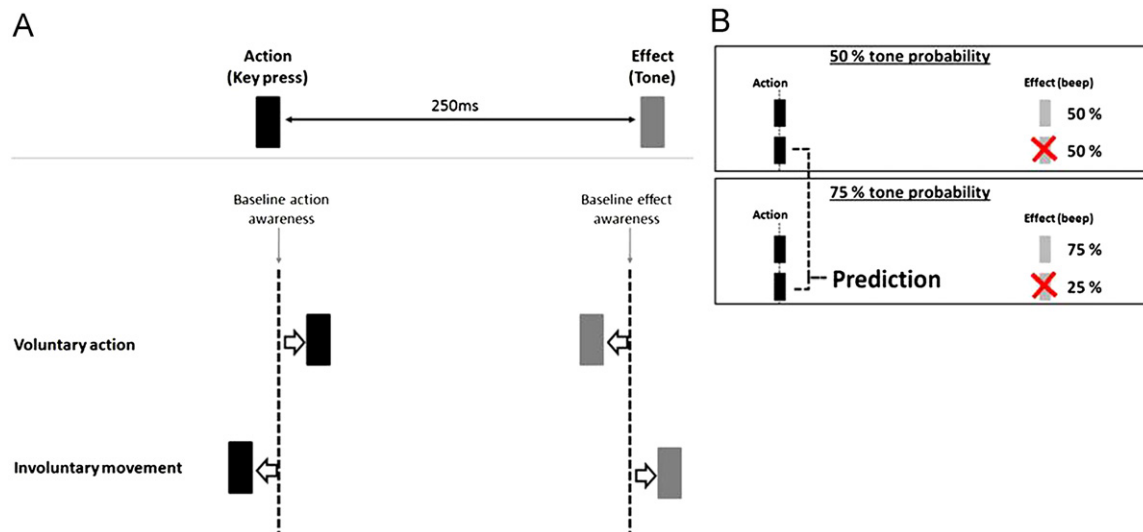 A
Action
(Key press)
Effect
(Tone)
250ms
Baseline action
awareness
Baseline effect
awareness
Voluntary action
Involuntary movement
B
50 % tone probability
Action
Effect (beep)
50 %
50 %
75 % tone probability
Action
Effect (beep)
75 %
Prediction
25 %